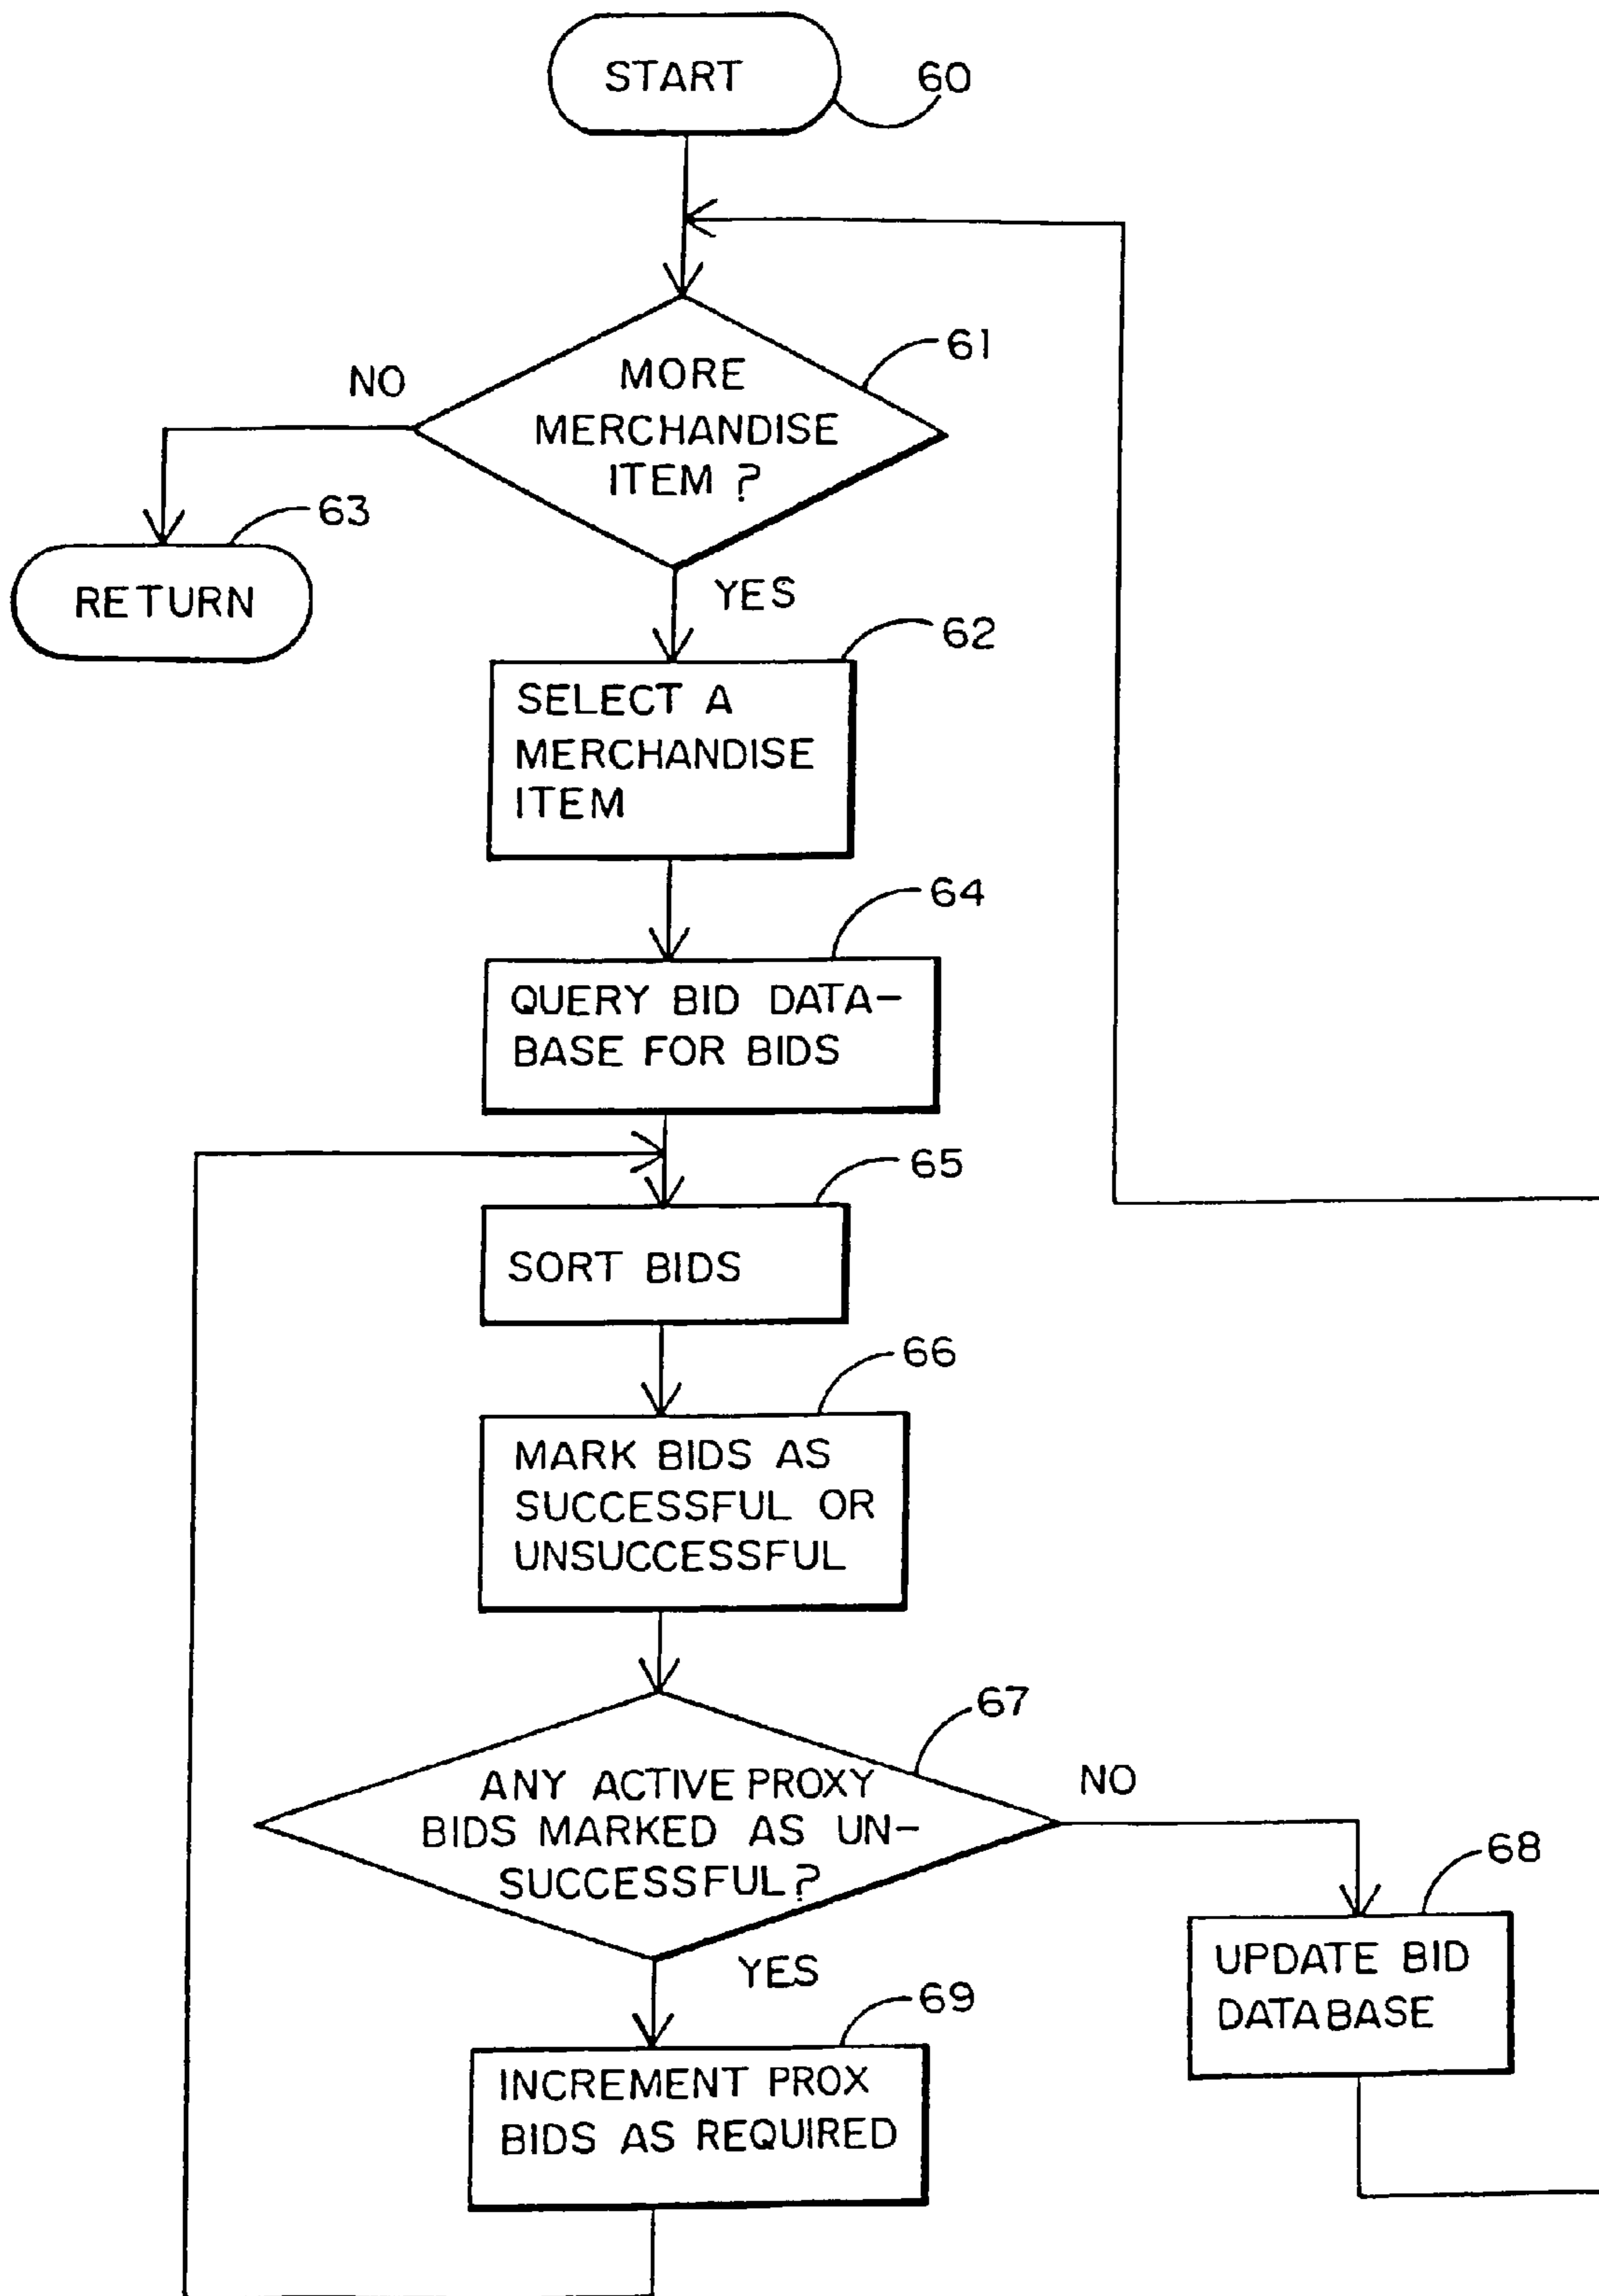 START
60
61
NO
MORE
MERCHANDISE
ITEM ?
63
RETURN
YES
62
SELECT A
MERCHANDISE
ITEM
64
QUERY BID DATA-
BASE FOR BIDS
65
SORT BIDS
66
MARK BIDS AS
SUCCESSFUL OR
UNSUCCESSFUL
67
ANY ACTIVE PROXY
BIDS MARKED AS UN-
SUCCESSFUL?
NO
68
UPDATE BID
DATABASE
YES
69
INCREMENT PROX
BIDS AS REQUIRED